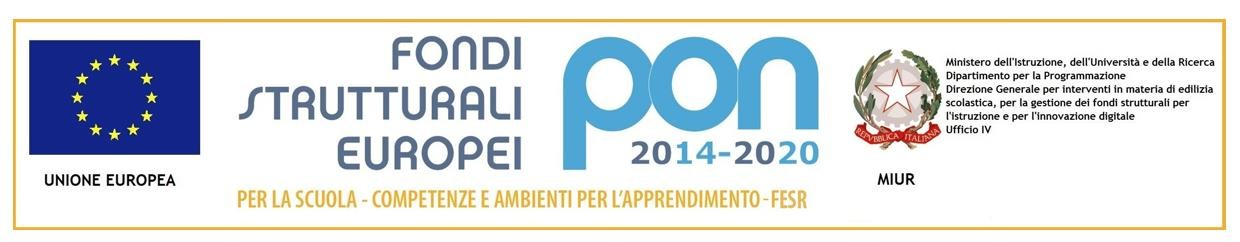 UNIONE EUROPEA
FONDI
STRUTTURALI
EUROPEI
pon
2014-2020
PER LA SCUOLA - COMPETENZE E AMBIENTI PER L'APPRENDIMENTO-FESR
REPVBBLICA ITALIANA
MIUR
Ministero dell'Istruzione, dell'Università e della Ricerca
Dipartimento per la Programmazione
Direzione Generale per interventi in materia di edilizia
scolastica, per la gestione dei fondi strutturali per
l'istruzione e per l'innovazione digitale
Ufficio IV